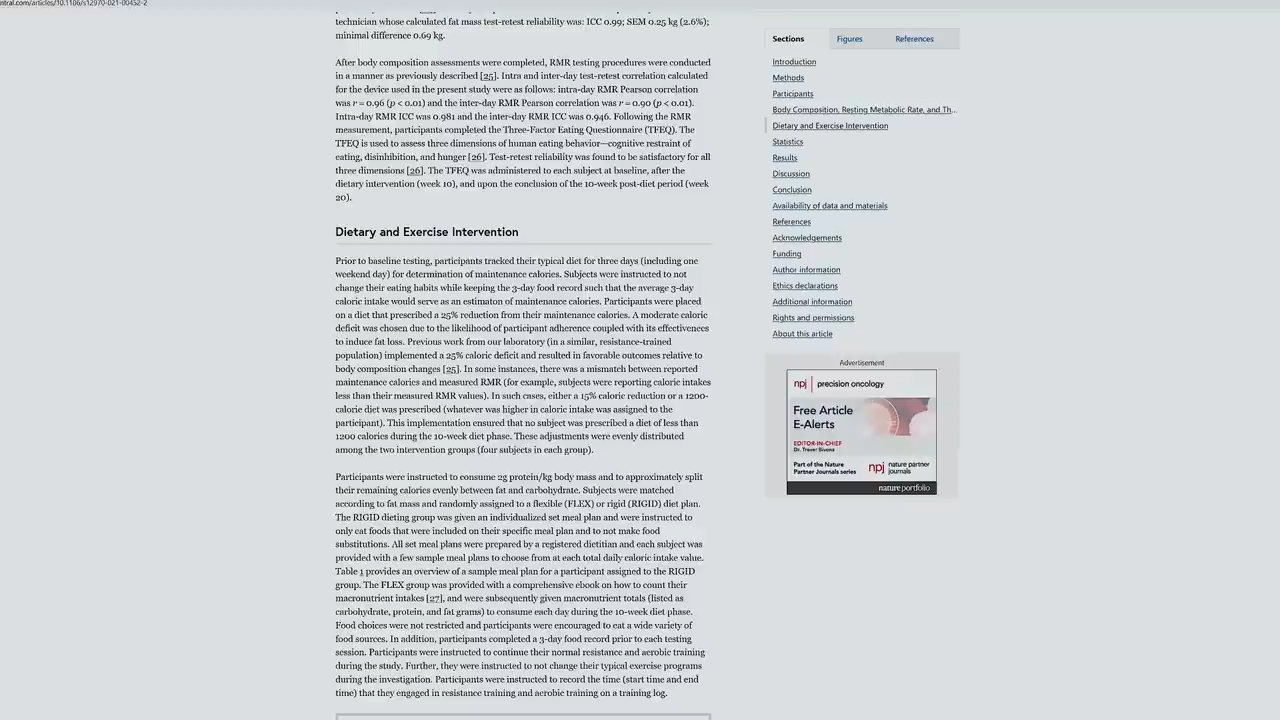 ntral.com/articles/10.1186/s12970-021-00452-2
technician whose calculated fat mass test-retest reliability was: ICC 0.99; SEM 0.25 kg (2.6%);
minimal difference 0.69 kg.
After body composition assessments were completed, RMR testing procedures were conducted
in a manner as previously described [25]. Intra and inter-day test-retest correlation calculated
for the device used in the present study were as follows: intra-day RMR Pearson correlation
was r = 0.96 (p < 0.01) and the inter-day RMR Pearson correlation was r = 0.90 (p < 0.01).
Intra-day RMR ICC was 0.981 and the inter-day RMR ICC was 0.946. Following the RMR
measurement, participants completed the Three-Factor Eating Questionnaire (TFEQ). The
TFEQ is used to assess three dimensions of human eating behavior—cognitive restraint of
eating, disinhibition, and hunger [26]. Test-retest reliability was found to be satisfactory for all
three dimensions [26]. The TFEQ was administered to each subject at baseline, after the
dietary intervention (week 10), and upon the conclusion of the 10-week post-diet period (week
20).
Dietary and Exercise Intervention
Prior to baseline testing, participants tracked their typical diet for three days (including one
weekend day) for determination of maintenance calories. Subjects were instructed to not
change their eating habits while keeping the 3-day food record such that the average 3-day
caloric intake would serve as an estimaton of maintenance calories. Participants were placed
on a diet that prescribed a 25% reduction from their maintenance calories. A moderate caloric
deficit was chosen due to the likelihood of participant adherence coupled with its effectiveness
to induce fat loss. Previous work from our laboratory (in a similar, resistance-trained
population) implemented a 25% caloric deficit and resulted in favorable outcomes relative to
body composition changes [25]. In some instances, there was a mismatch between reported
maintenance calories and measured RMR (for example, subjects were reporting caloric intakes
less than their measured RMR values). In such cases, either a 15% caloric reduction or a 1200-
calorie diet was prescribed (whatever was higher in caloric intake was assigned to the
participant). This implementation ensured that no subject was prescribed a diet of less than
1200 calories during the 10-week diet phase. These adjustments were evenly distributed
among the two intervention groups (four subjects in each group).
Participants were instructed to consume 2g protein/kg body mass and to approximately split
their remaining calories evenly between fat and carbohydrate. Subjects were matched
according to fat mass and randomly assigned to a flexible (FLEX) or rigid (RIGID) diet plan.
The RIGID dieting group was given an individualized set meal plan and were instructed to
only eat foods that were included on their specific meal plan and to not make food
substitutions. All set meal plans were prepared by a registered dietitian and each subject was
provided with a few sample meal plans to choose from at each total daily caloric intake value.
Table 1 provides an overview of a sample meal plan for a participant assigned to the RIGID
group. The FLEX group was provided with a comprehensive ebook on how to count their
macronutrient intakes [27], and were subsequently given macronutrient totals (listed as
carbohydrate, protein, and fat grams) to consume each day during the 10-week diet phase.
Food choices were not restricted and participants were encouraged to eat a wide variety of
food sources. In addition, participants completed a 3-day food record prior to each testing
session. Participants were instructed to continue their normal resistance and aerobic training
during the study. Further, they were instructed to not change their typical exercise programs
during the investigation. Participants were instructed to record the time (start time and end
time) that they engaged in resistance training and aerobic training on a training log.
Sections Figures References
Introduction
Methods
Participants
Body Composition, Resting Metabolic Rate, and Th...
Dietary and Exercise Intervention
Statistics
Results
Discussion
Conclusion
Availability of data and materials
References
Acknowledgements
Funding
Author information
Ethics declarations
Additional information
Rights and permissions
About this article
Advertisement
npj precision oncology
Free Article
E-Alerts
EDITOR-IN-CHIEF
Dr. Trever Bivona
Part of the Nature
Partner Journals series
npj nature partner
journals
natureportfolio